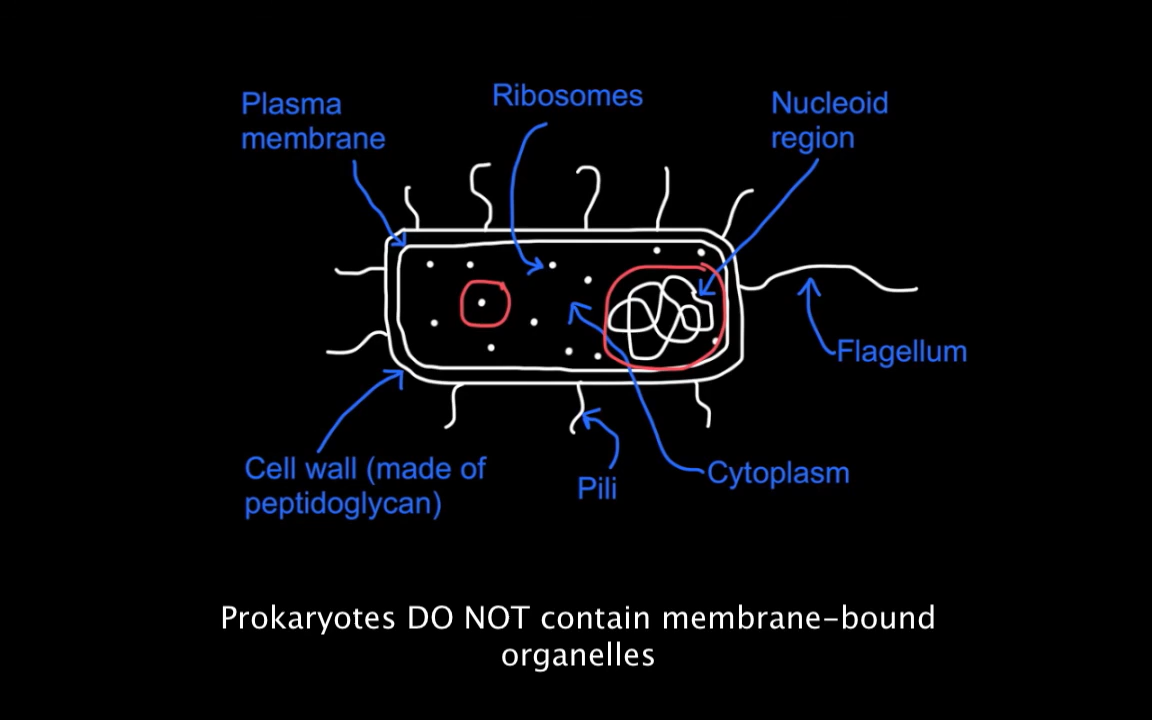 Plasma
membrane
Ribosomes
Nucleoid
region
Flagellum
Cell wall (made of
peptidoglycan)
Pili
Cytoplasm
Prokaryotes DO NOT contain membrane-bound
organelles